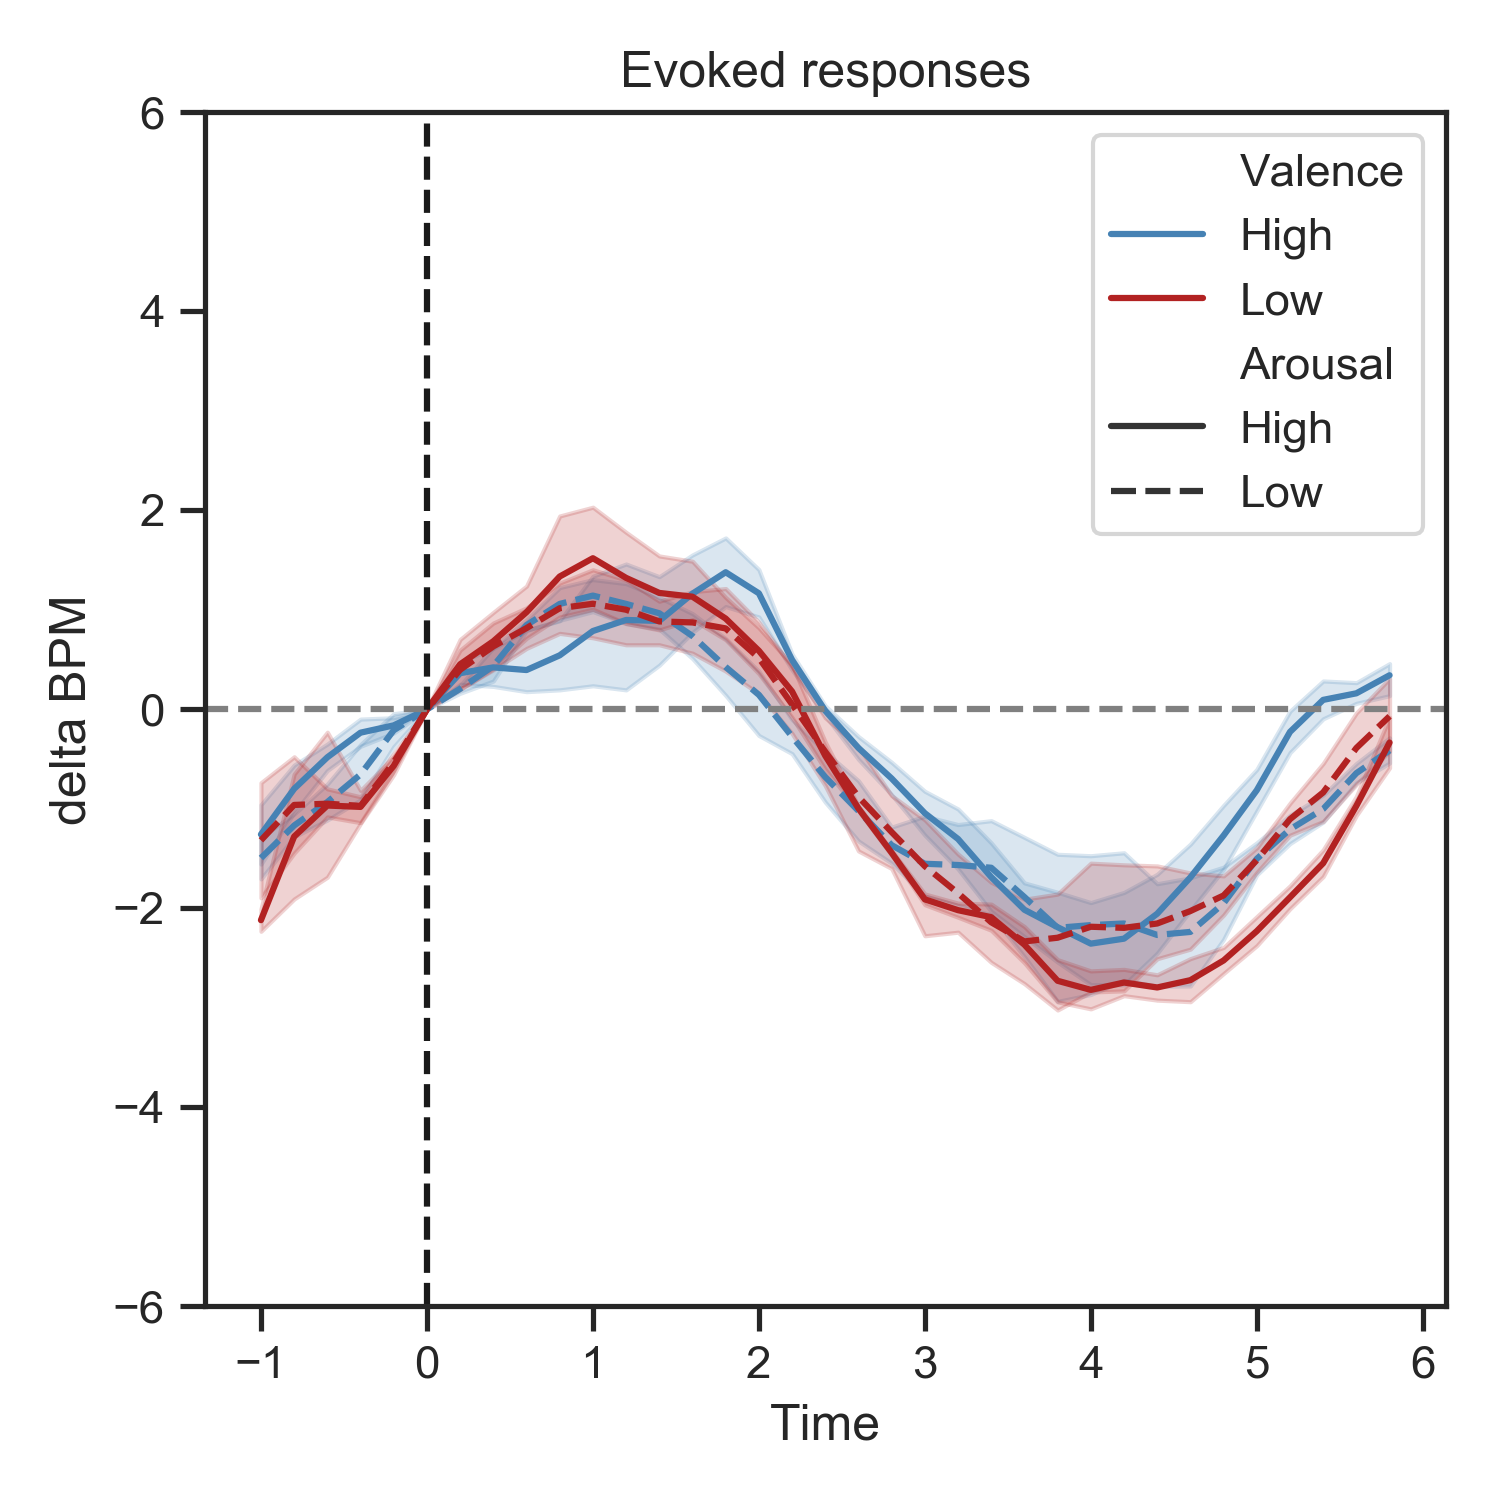 Evoked responses
6
4
2
0
−2
−4
−6
delta BPM
−1 0 1 2 3 4 5 6
Time
Valence
High
Low
Arousal
High
Low